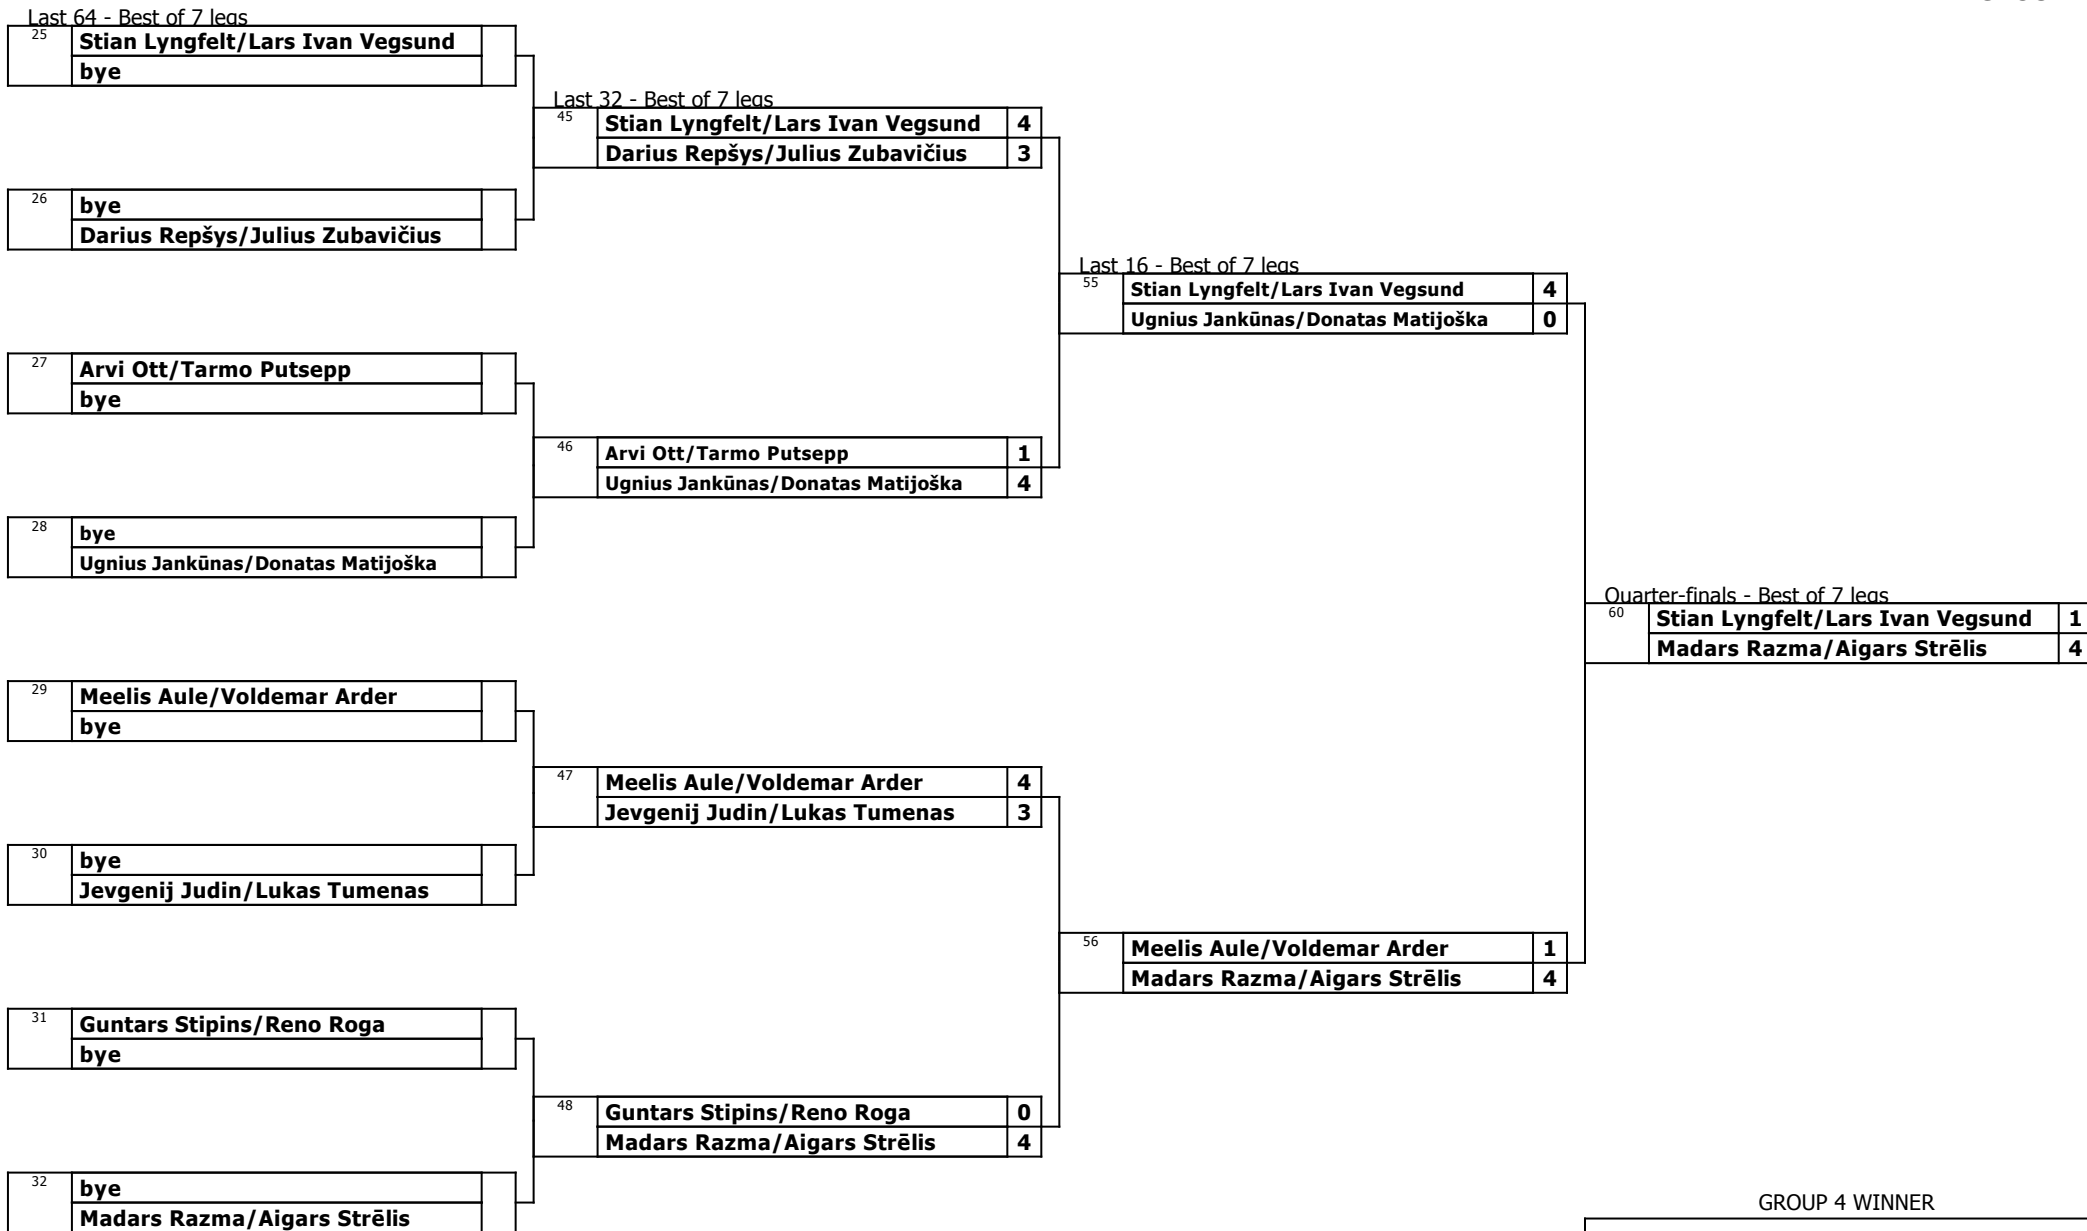 Last 64 - Best of 7 legs
25
Stian Lyngfelt/Lars Ivan Vegsund
bye
Last 32 - Best of 7 legs
45
Stian Lyngfelt/Lars Ivan Vegsund 4
Darius Repšys/Julius Zubavičius 3
26
bye
Darius Repšys/Julius Zubavičius
Last 16 - Best of 7 legs
55
Stian Lyngfelt/Lars Ivan Vegsund 4
Ugnius Jankūnas/Donatas Matijoška 0
27
Arvi Ott/Tarmo Putsepp
bye
46
Arvi Ott/Tarmo Putsepp 1
Ugnius Jankūnas/Donatas Matijoška 4
28
bye
Ugnius Jankūnas/Donatas Matijoška
Quarter-finals - Best of 7 legs
60
Stian Lyngfelt/Lars Ivan Vegsund 1
Madars Razma/Aigars Strēlis 4
29
Meelis Aule/Voldemar Arder
bye
47
Meelis Aule/Voldemar Arder 4
Jevgenij Judin/Lukas Tumenas 3
30
bye
Jevgenij Judin/Lukas Tumenas
56
Meelis Aule/Voldemar Arder 1
Madars Razma/Aigars Strēlis 4
31
Guntars Stipins/Reno Roga
bye
48
Guntars Stipins/Reno Roga 0
Madars Razma/Aigars Strēlis 4
32
bye
Madars Razma/Aigars Strēlis
GROUP 4 WINNER